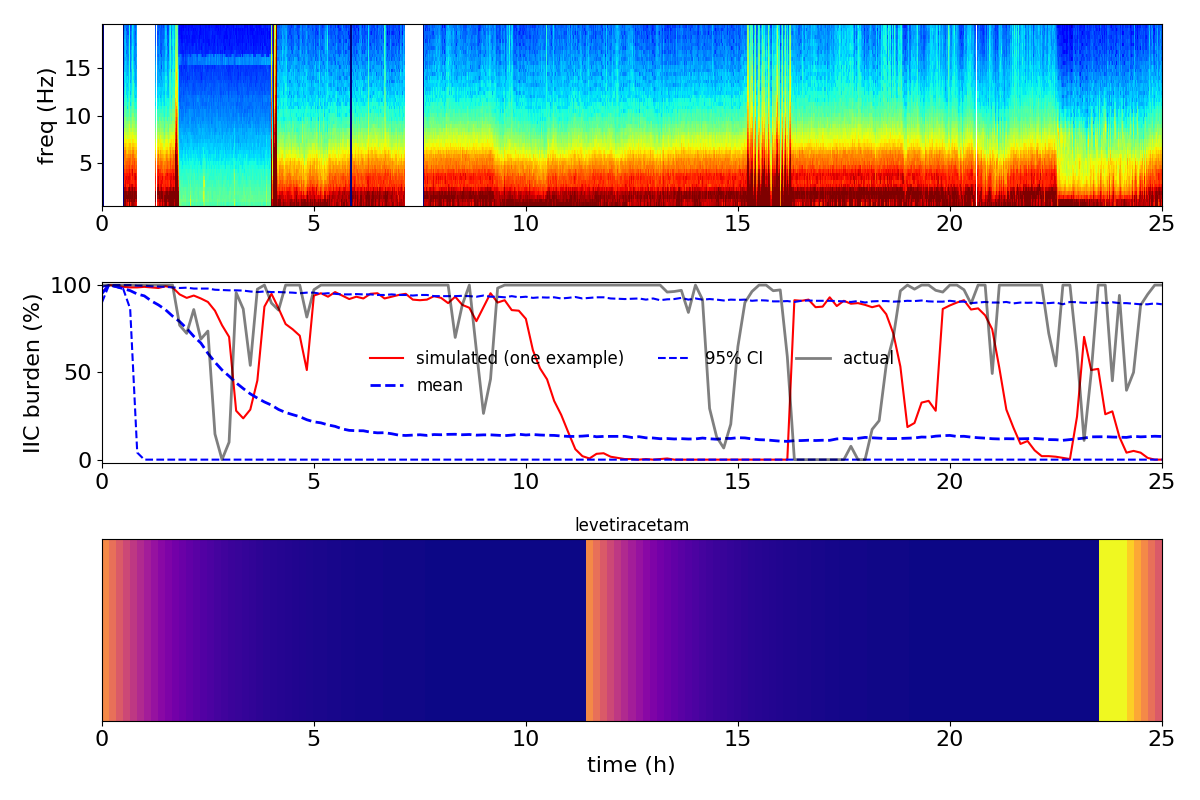 freq (Hz)
15
10
5
0 5 10 15 20 25
IIC burden (%)
100
50
0
simulated (one example) 95% CI actual
mean
0 5 10 15 20 25
levetiracetam
0 5 10 15 20 25
time (h)